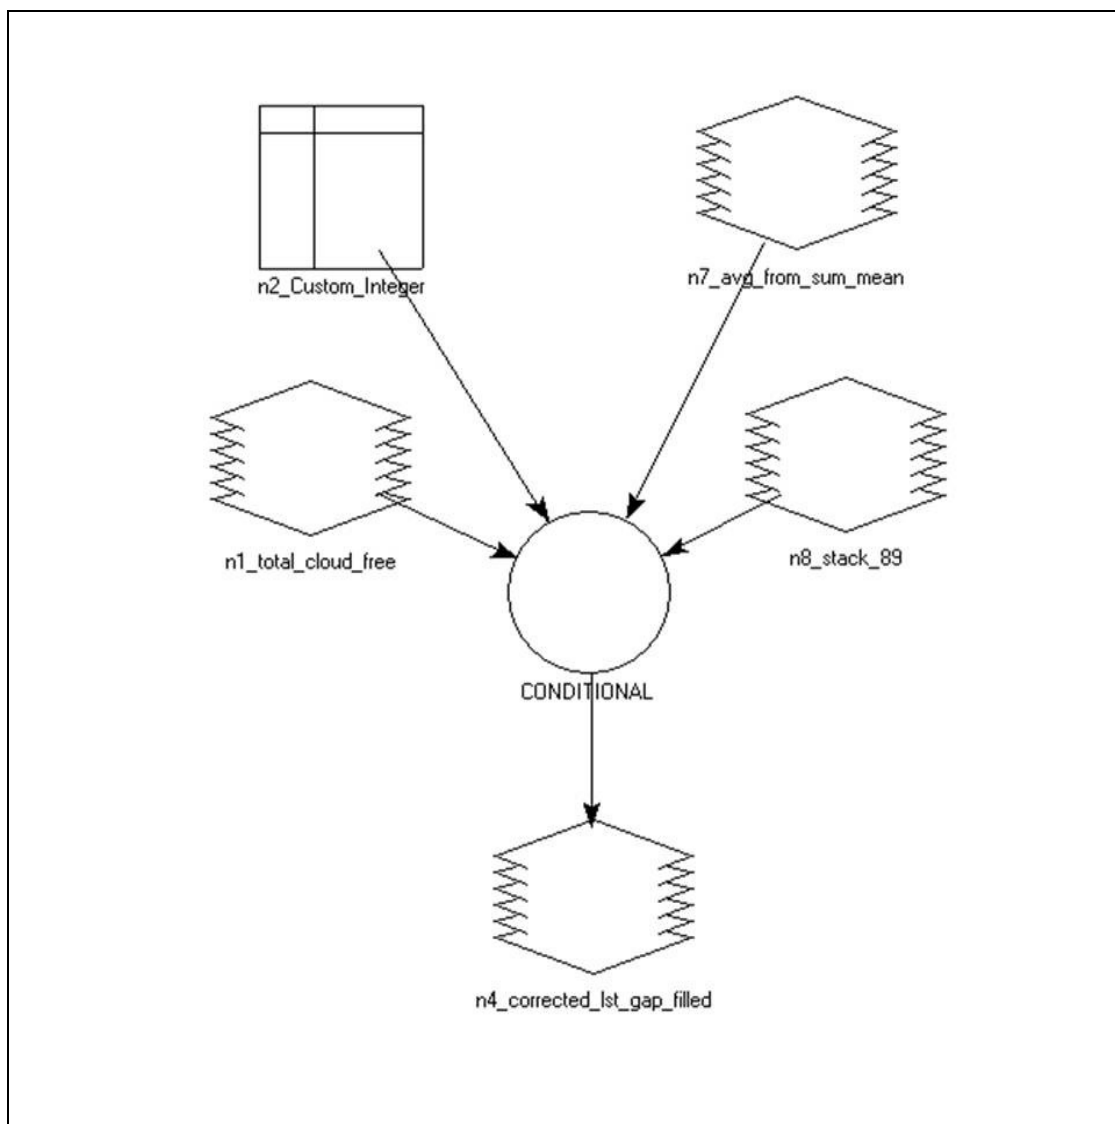 n2_Custom_Integer
n7_avg_from_sum_mean
n1_total_cloud_free
n8_stack_89
CONDITIONAL
n4_corrected_lst_gap_filled